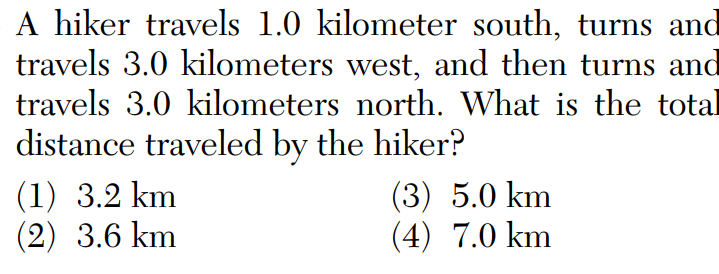 A hiker travels 1.0 kilometer south, turns and
travels 3.0 kilometers west, and then turns and
travels 3.0 kilometers north. What is the total
distance traveled by the hiker?
(1) 3.2 km (3) 5.0 km
(2) 3.6 km (4) 7.0 km